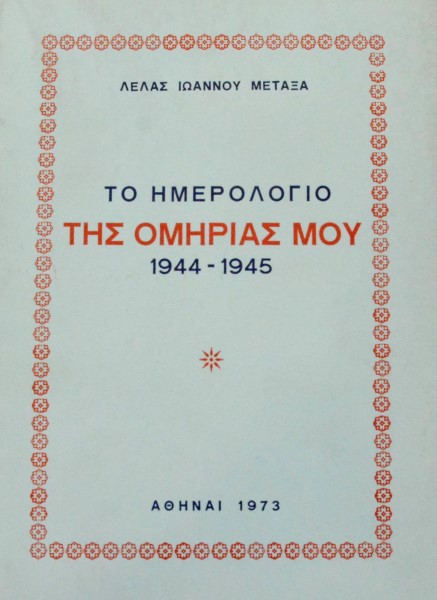 ΛΕΛΑΣ ΙΩΑΝΝΟΥ ΜΕΤΑΞΑ
ΤΟ ΗΜΕΡΟΛΟΓΙΟ
ΤΗΣ ΟΜΗΡΙΑΣ ΜΟΥ
1944 - 1945
ΑΘΗΝΑΙ 1973